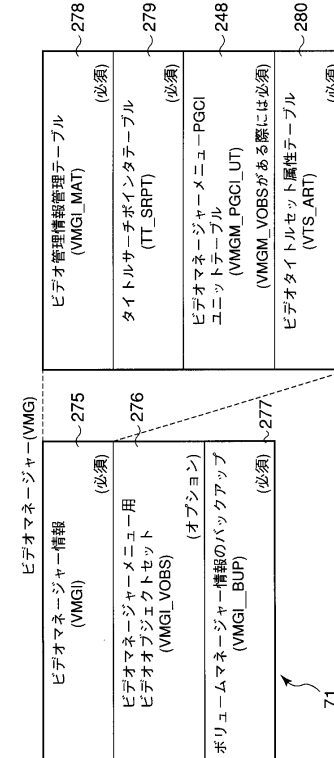 ビデオマネージャー(VMG)
ビデオマネージャー情報
(VMGI)
(必須)
275
ビデオマネージャーメニュー用
ビデオオブジェクトセット
(VMGI_VOBS)
(オプション)
276
ボリュームマネージャー情報のバックアップ
(VMGI__BUP)
(必須)
277
71
ビデオ管理情報管理テーブル
(VMGI_MAT)
(必須)
278
タイトルサーチポインタテーブル
(TT_SRPT)
(必須)
279
ビデオマネージャーメニューPGCI
ユニットテーブル
(VMGM_PGCI_UT)
(VMGM_VOBSがある際には必須)
248
ビデオタイトルセット属性テーブル
(VTS_ART)
(必須)
280